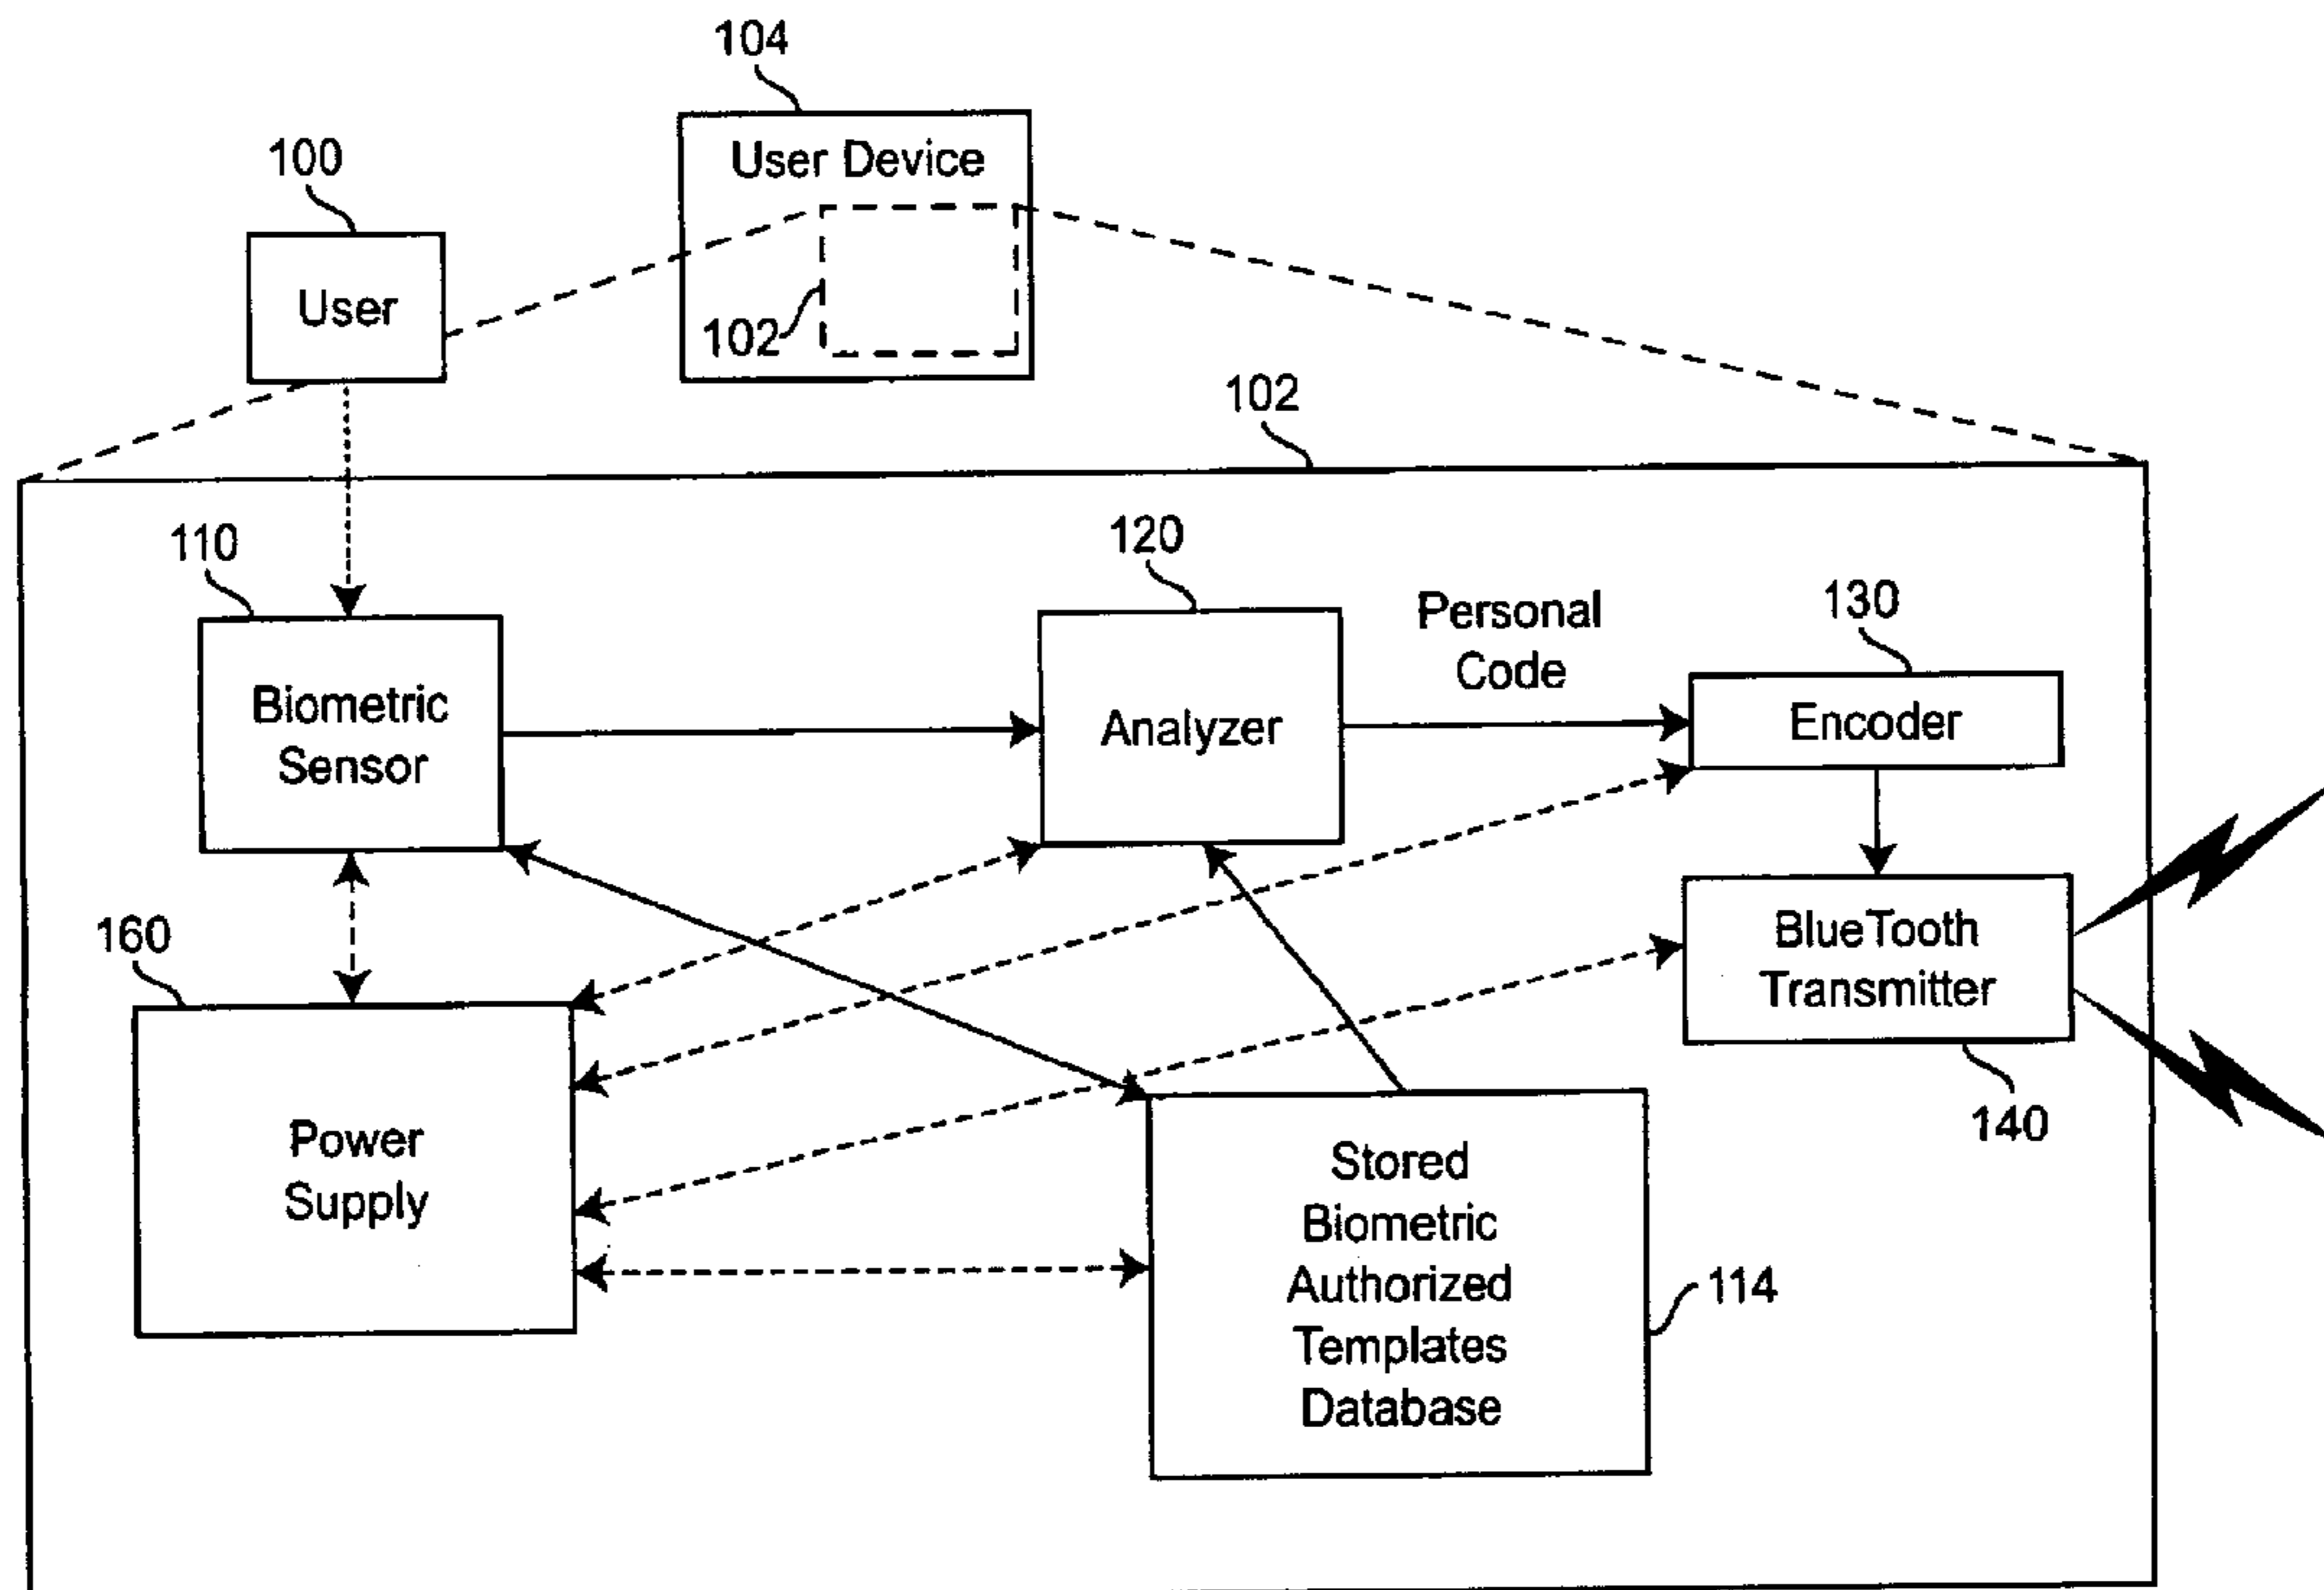 104
User Device
100
User
102
102
110
Biometric
Sensor
120
Analyzer
Personal
Code
130
Encoder
160
Power
Supply
BlueTooth
Transmitter
140
Stored
Biometric
Authorized
Templates
Database
114